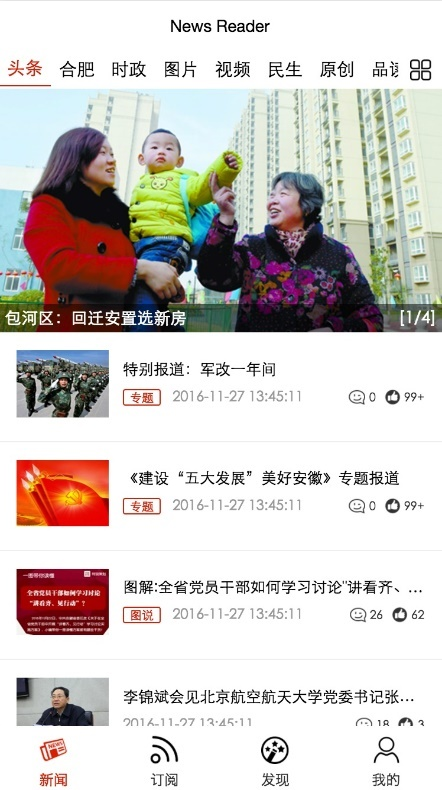 News Reader
头条 合肥 时政 图片 视频 民生 原创 品读
包河区：回迁安置选新房 [1/4]
特别报道：军改一年间
专题 2016-11-27 13:45:11 0 99+
《建设“五大发展”美好安徽》专题报道
专题 2016-11-27 13:45:11 0 99+
一图带你读懂
全省党员干部如何学习讨论
“讲看齐、见行动”？
图解:全省党员干部如何学习讨论"讲看齐、...
图说 2016-11-27 13:45:11 26 62
李锦斌会见北京航空航天大学党委书记张...
2016-11-27 13:45:11 18 3
NEWS
新闻 订阅 发现 我的